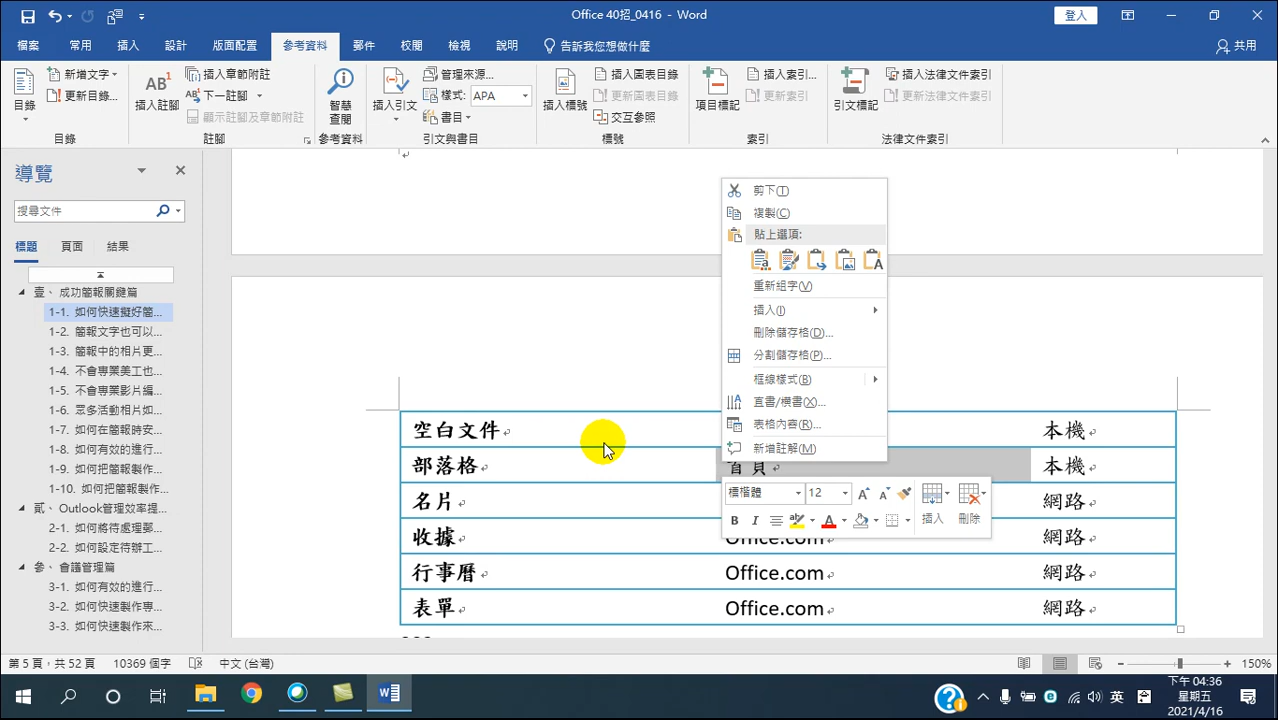 Office 40招_0416 - Word
登入
檔案 常用 插入 設計 版面配置 參考資料 郵件 校閱 檢視 說明 告訴我您想做什麼 共用
目錄
新增文字
更新目錄...
目錄
AB¹
插入註腳
插入章節附註
下一註腳
顯示註腳及章節附註
註腳
智慧查閱
參考資料
插入引文
管理來源...
樣式: APA
書目
引文與書目
插入標號
插入圖表目錄
更新圖表目錄
交互參照
標號
項目標記
插入索引...
更新索引
索引
引文標記
插入法律文件索引
更新法律文件索引
法律文件索引
導覽
搜尋文件
標題 頁面 結果
壹、 成功簡報關鍵篇
1-1. 如何快速擬好簡...
1-2. 簡報文字也可以...
1-3. 簡報中的相片更...
1-4. 不會專業美工也...
1-5. 不會專業影片編...
1-6. 眾多活動相片如...
1-7. 如何在簡報時安...
1-8. 如何有效的進行...
1-9. 如何把簡報製作...
1-10. 把簡報製作...
貳、 Outlook管理效率提...
2-1. 如何將待處理郵...
2-2. 如何設定待辦工...
參、 會議管理篇
3-1. 如何有效的進行...
3-2. 如何快速製作專...
3-3. 如何快速製作來...
剪下(T)
複製(C)
貼上選項:
重新組字(V)
插入(I)
刪除儲存格(D)...
分割儲存格(P)...
框線樣式(B)
直書/橫書(X)...
表格內容(R)...
新增註解(M)
空白文件 本機
部落格 首頁 本機
名片 網路
收據 Office.com 網路
行事曆 Office.com 網路
表單 Office.com 網路
標楷體 12
B I A
插入 刪除
第 5 頁，共 52 頁 10369 個字 中文 (台灣) 150%
英
下午 04:36
星期五
2021/4/16